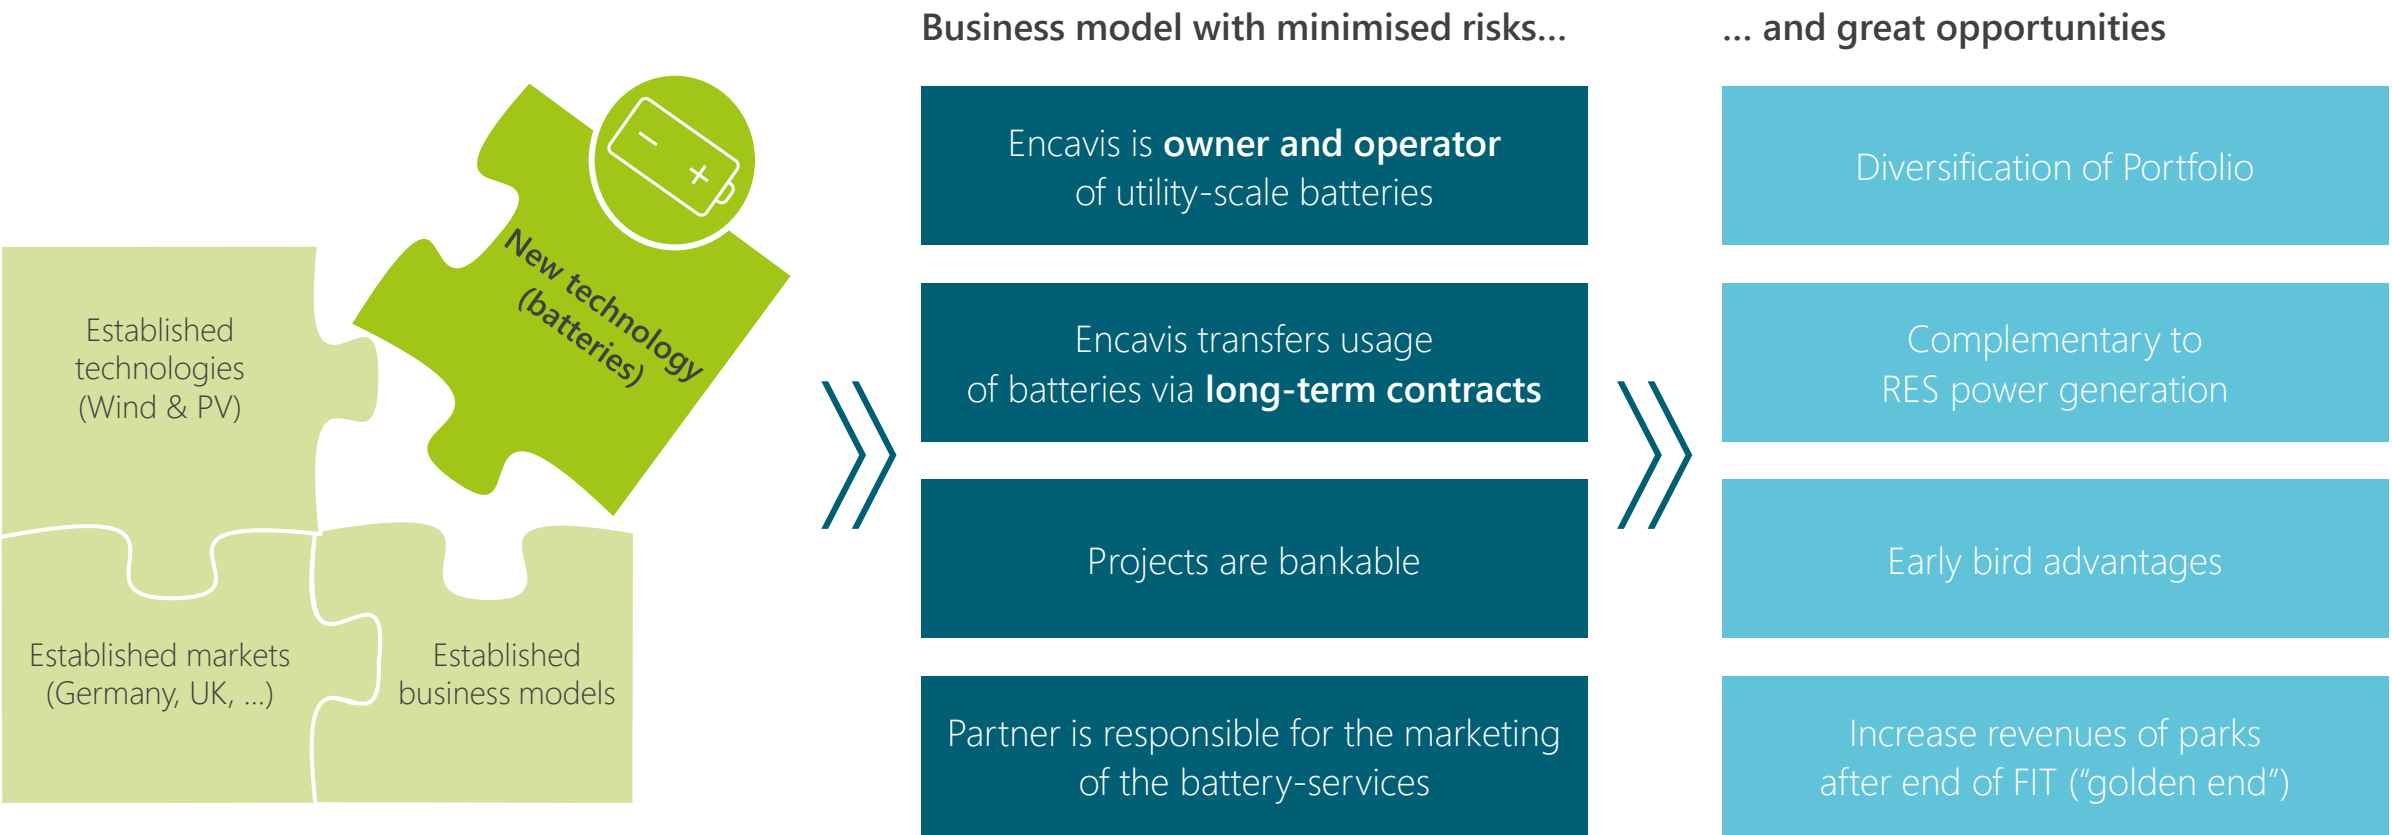 Business model with minimised risks...
... and great opportunities
New technology
(batteries)
Established
technologies
(Wind & PV)
Established markets
(Germany, UK, ...)
Established
business models
Encavis is owner and operator
of utility-scale batteries
Encavis transfers usage
of batteries via long-term contracts
Projects are bankable
Partner is responsible for the marketing
of the battery-services
Diversification of Portfolio
Complementary to
RES power generation
Early bird advantages
Increase revenues of parks
after end of FIT (“golden end”)